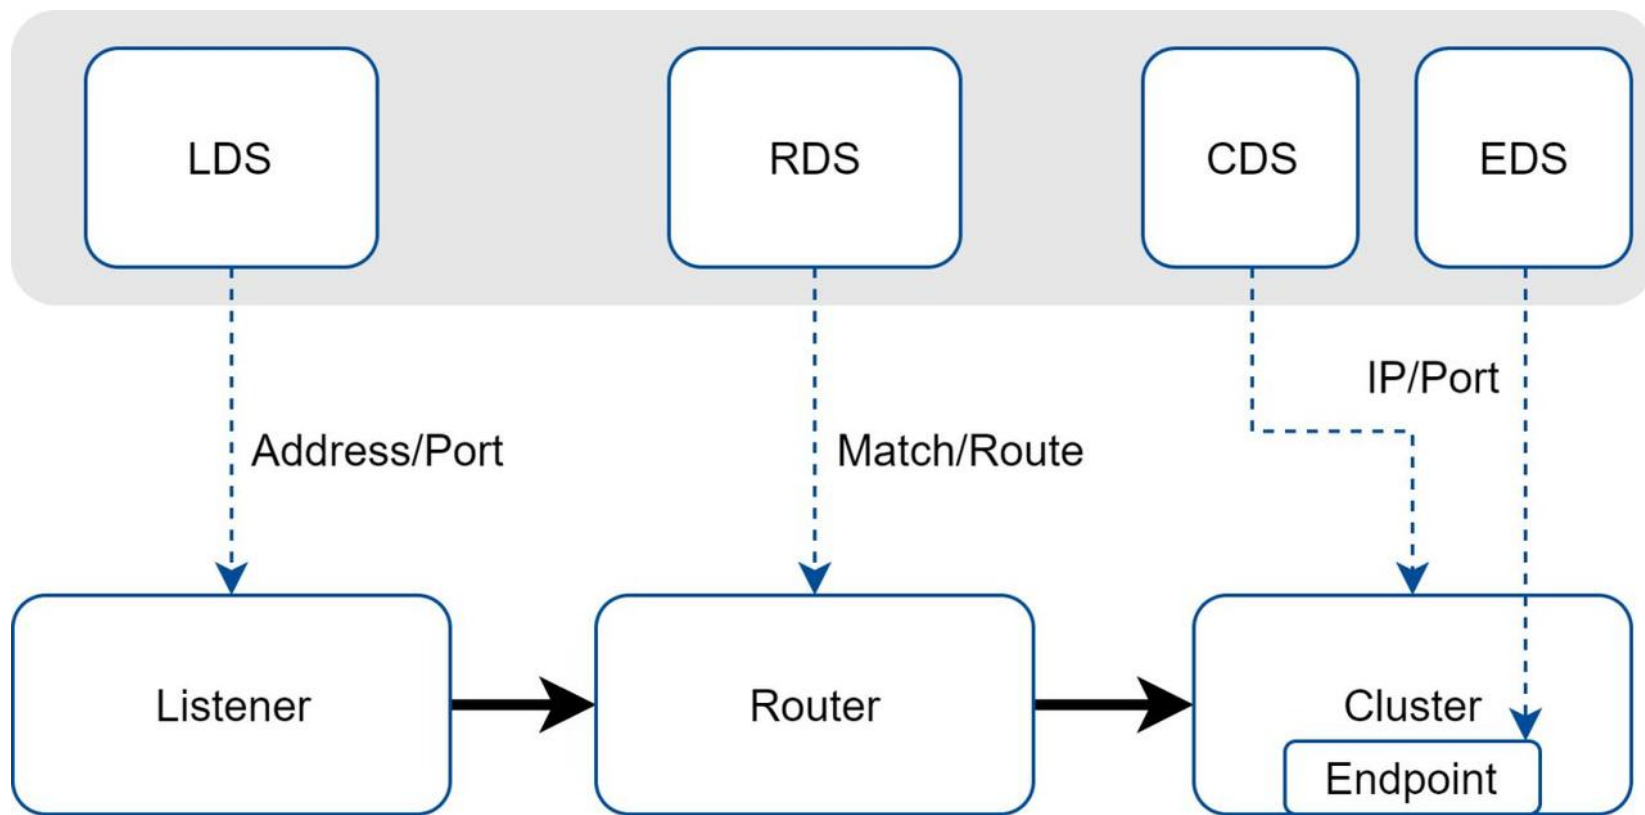 LDS
RDS
CDS
EDS
IP/Port
Address/Port
Match/Route
Listener
Router
Cluster
Endpoint